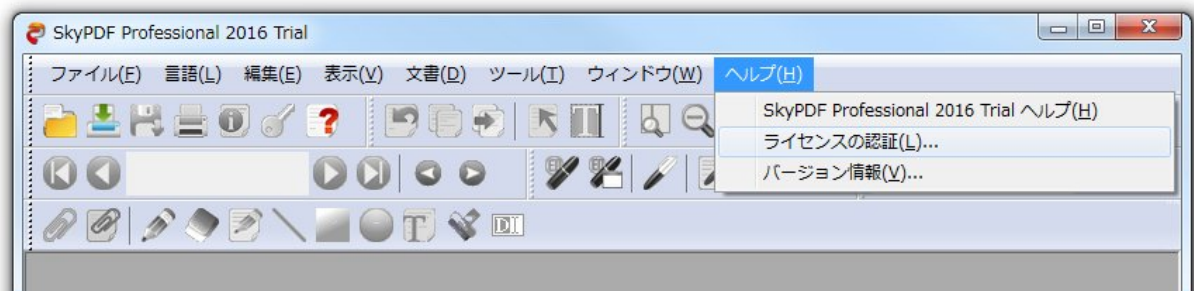 SkyPDF Professional 2016 Trial
ファイル(F) 言語(L) 編集(E) 表示(V) 文書(D) ツール(T) ウィンドウ(W) ヘルプ(H)
SkyPDF Professional 2016 Trial ヘルプ(H)
ライセンスの認証(L)...
バージョン情報(V)...
T DI